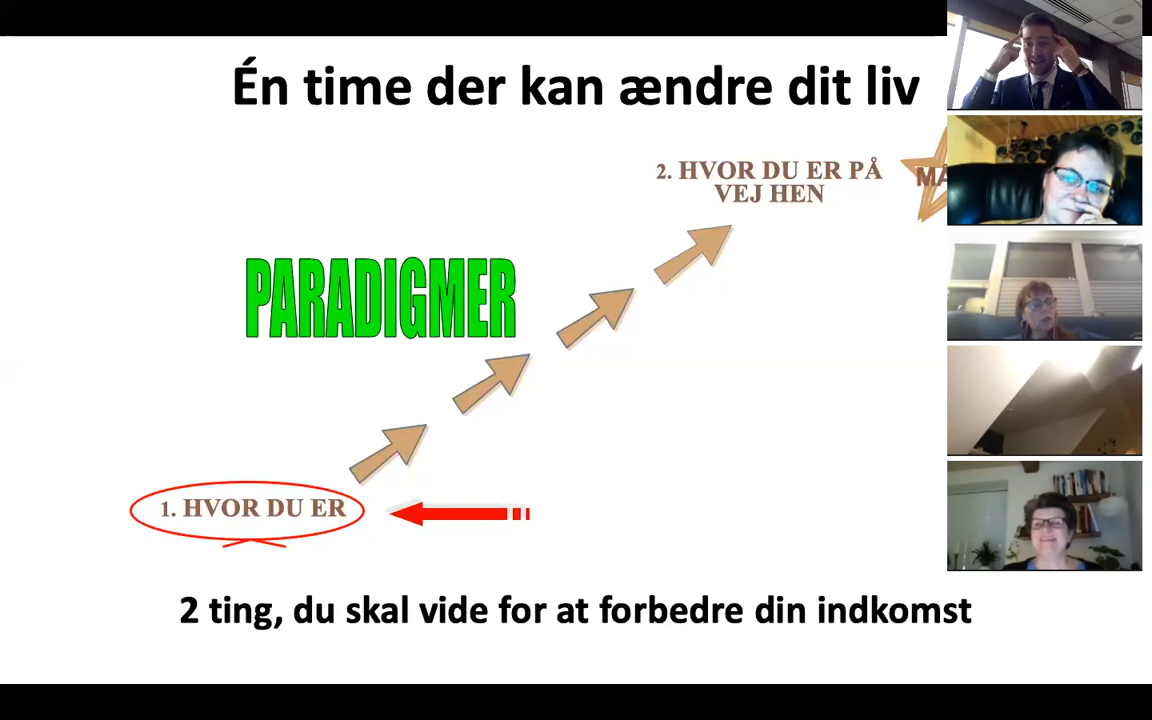 Én time der kan ændre dit liv
2. HVOR DU ER PÅ
VEJ HEN
PARADIGMER
1. HVOR DU ER
2 ting, du skal vide for at forbedre din indkomst